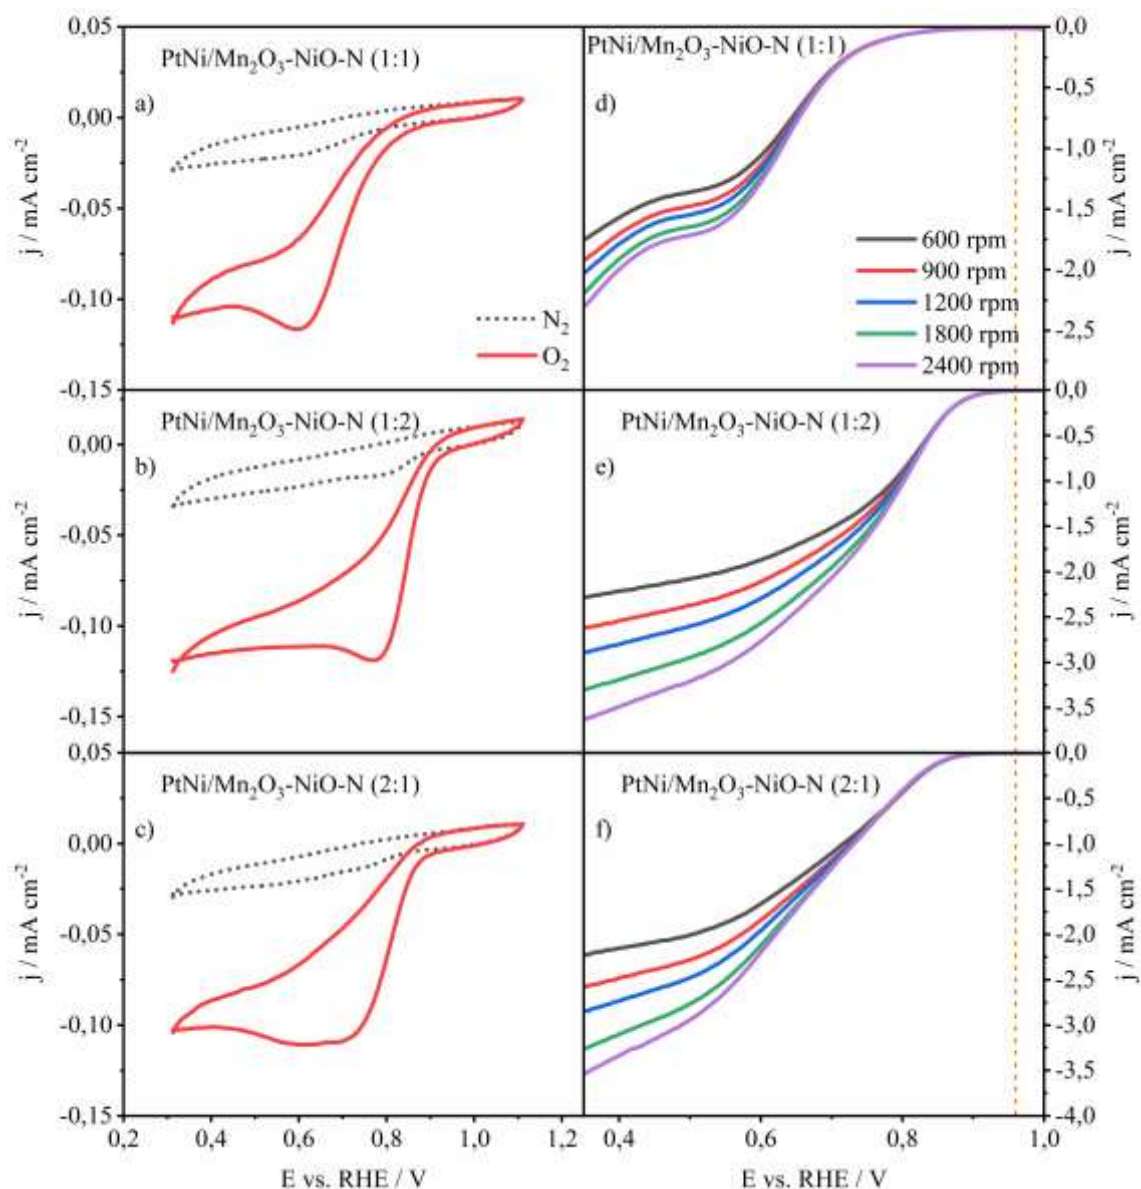 PtNi/Mn₂O₃-NiO-N (1:1)
a)
0,05
0,00
-0,05
-0,10
-0,15
j / mA cm⁻²
N₂
O₂
PtNi/Mn₂O₃-NiO-N (1:1)
d)
0,0
-0,5
-1,0
-1,5
-2,0
-2,5
j / mA cm⁻²
600 rpm
900 rpm
1200 rpm
1800 rpm
2400 rpm
PtNi/Mn₂O₃-NiO-N (1:2)
b)
0,00
-0,05
-0,10
-0,15
j / mA cm⁻²
PtNi/Mn₂O₃-NiO-N (1:2)
e)
0,0
-0,5
-1,0
-1,5
-2,0
-2,5
-3,0
-3,5
j / mA cm⁻²
PtNi/Mn₂O₃-NiO-N (2:1)
c)
0,05
0,00
-0,05
-0,10
-0,15
j / mA cm⁻²
0,2 0,4 0,6 0,8 1,0 1,2
E vs. RHE / V
PtNi/Mn₂O₃-NiO-N (2:1)
f)
0,0
-0,5
-1,0
-1,5
-2,0
-2,5
-3,0
-3,5
-4,0
j / mA cm⁻²
0,4 0,6 0,8 1,0
E vs. RHE / V